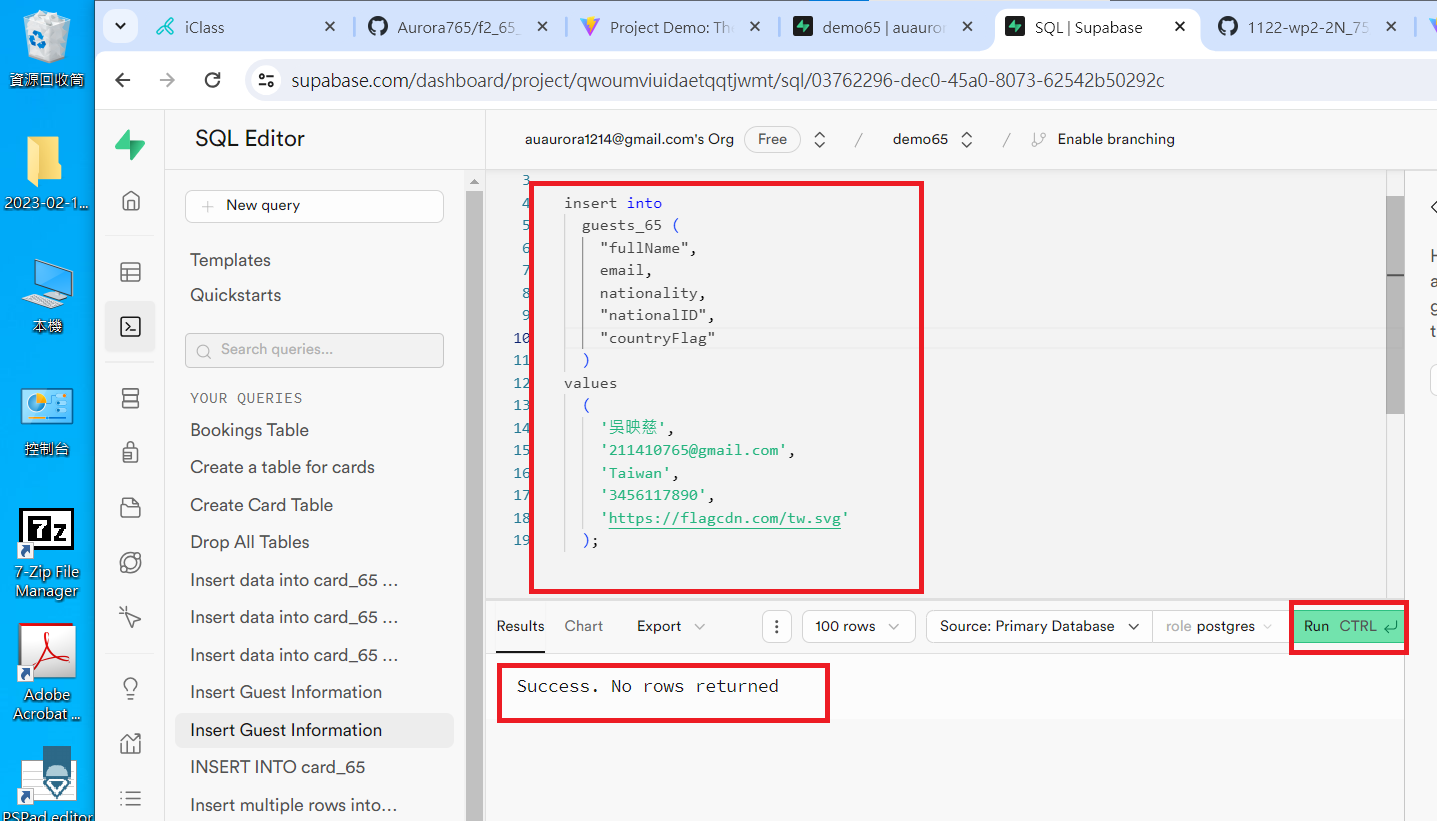 資源回收筒
2023-02-1...
本機
控制台
7-Zip File
Manager
Adobe
Acrobat ...
PSPad editor
iClass
Aurora765/f2_65_
Project Demo: The
demo65 | auauror
SQL | Supabase
1122-wp2-2N_75
supabase.com/dashboard/project/qwoumviuidaetqqtjwmt/sql/03762296-dec0-45a0-8073-62542b50292c
SQL Editor
auaurora1214@gmail.com's Org Free / demo65 / Enable branching
New query
Templates
Quickstarts
Search queries...
YOUR QUERIES
Bookings Table
Create a table for cards
Create Card Table
Drop All Tables
Insert data into card_65 ...
Insert data into card_65 ...
Insert data into card_65 ...
Insert Guest Information
Insert Guest Information
INSERT INTO card_65
Insert multiple rows into...
3
4 insert into
5 guests_65 (
6 "fullName",
7 email,
8 nationality,
9 "nationalID",
10 "countryFlag"
11 )
12 values
13 (
14 '吳映慈',
15 '211410765@gmail.com',
16 'Taiwan',
17 '3456117890',
18 'https://flagcdn.com/tw.svg'
19 );
Results Chart Export 100 rows Source: Primary Database role postgres Run CTRL
Success. No rows returned